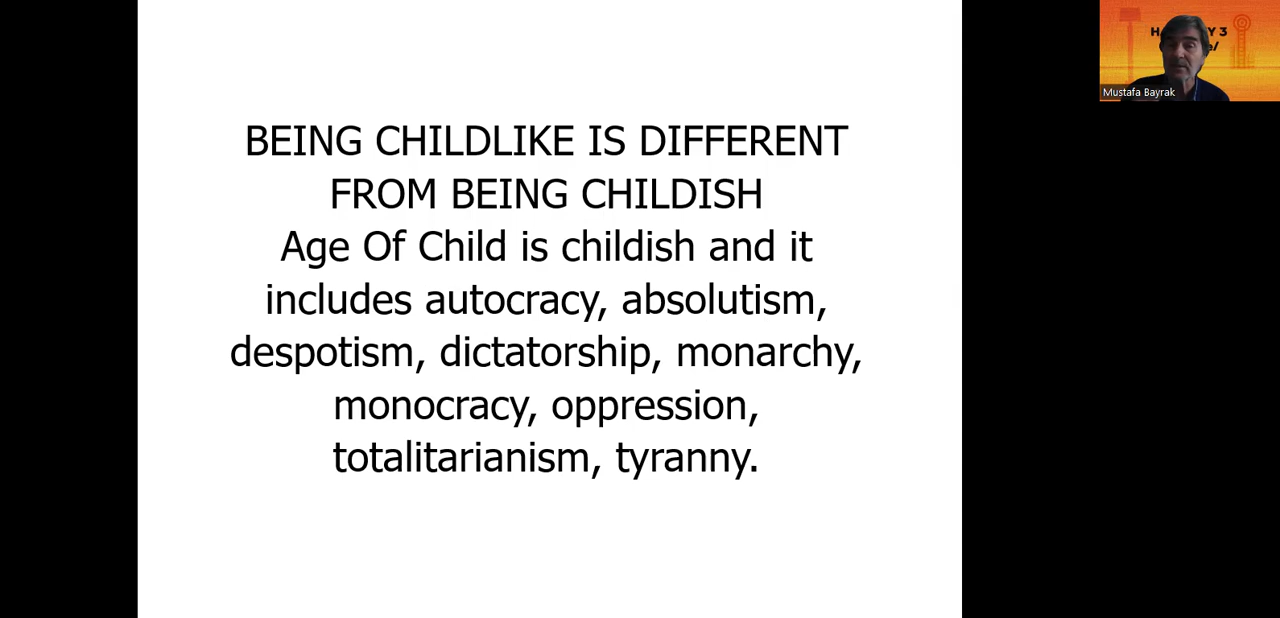 BEING CHILDLIKE IS DIFFERENT
FROM BEING CHILDISH
Age Of Child is childish and it
includes autocracy, absolutism,
despotism, dictatorship, monarchy,
monocracy, oppression,
totalitarianism, tyranny.
Mustafa Bayrak